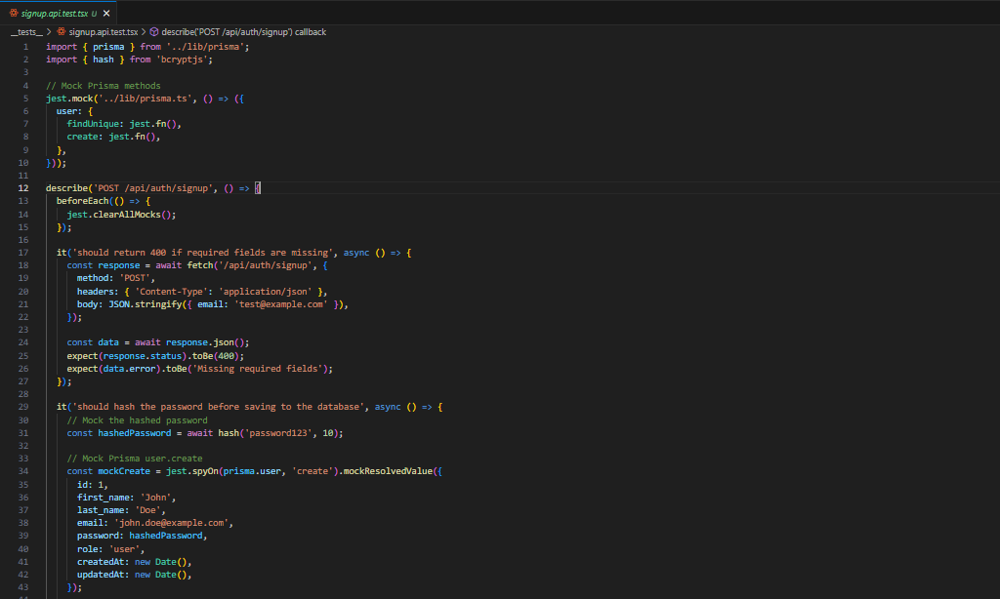 signup.api.test.tsx U ×
__tests__ > signup.api.test.tsx > describe('POST /api/auth/signup') callback
1 import { prisma } from '../lib/prisma';
2 import { hash } from 'bcryptjs';
3
4 // Mock Prisma methods
5 jest.mock('../lib/prisma.ts', () => ({
6   user: {
7     findUnique: jest.fn(),
8     create: jest.fn(),
9   },
10 }));
11
12 describe('POST /api/auth/signup', () => {
13   beforeEach(() => {
14     jest.clearAllMocks();
15   });
16
17   it('should return 400 if required fields are missing', async () => {
18     const response = await fetch('/api/auth/signup', {
19       method: 'POST',
20       headers: { 'Content-Type': 'application/json' },
21       body: JSON.stringify({ email: 'test@example.com' }),
22     });
23
24     const data = await response.json();
25     expect(response.status).toBe(400);
26     expect(data.error).toBe('Missing required fields');
27   });
28
29   it('should hash the password before saving to the database', async () => {
30     // Mock the hashed password
31     const hashedPassword = await hash('password123', 10);
32
33     // Mock Prisma user.create
34     const mockCreate = jest.spyOn(prisma.user, 'create').mockResolvedValue({
35       id: 1,
36       first_name: 'John',
37       last_name: 'Doe',
38       email: 'john.doe@example.com',
39       password: hashedPassword,
40       role: 'user',
41       createdAt: new Date(),
42       updatedAt: new Date(),
43     });